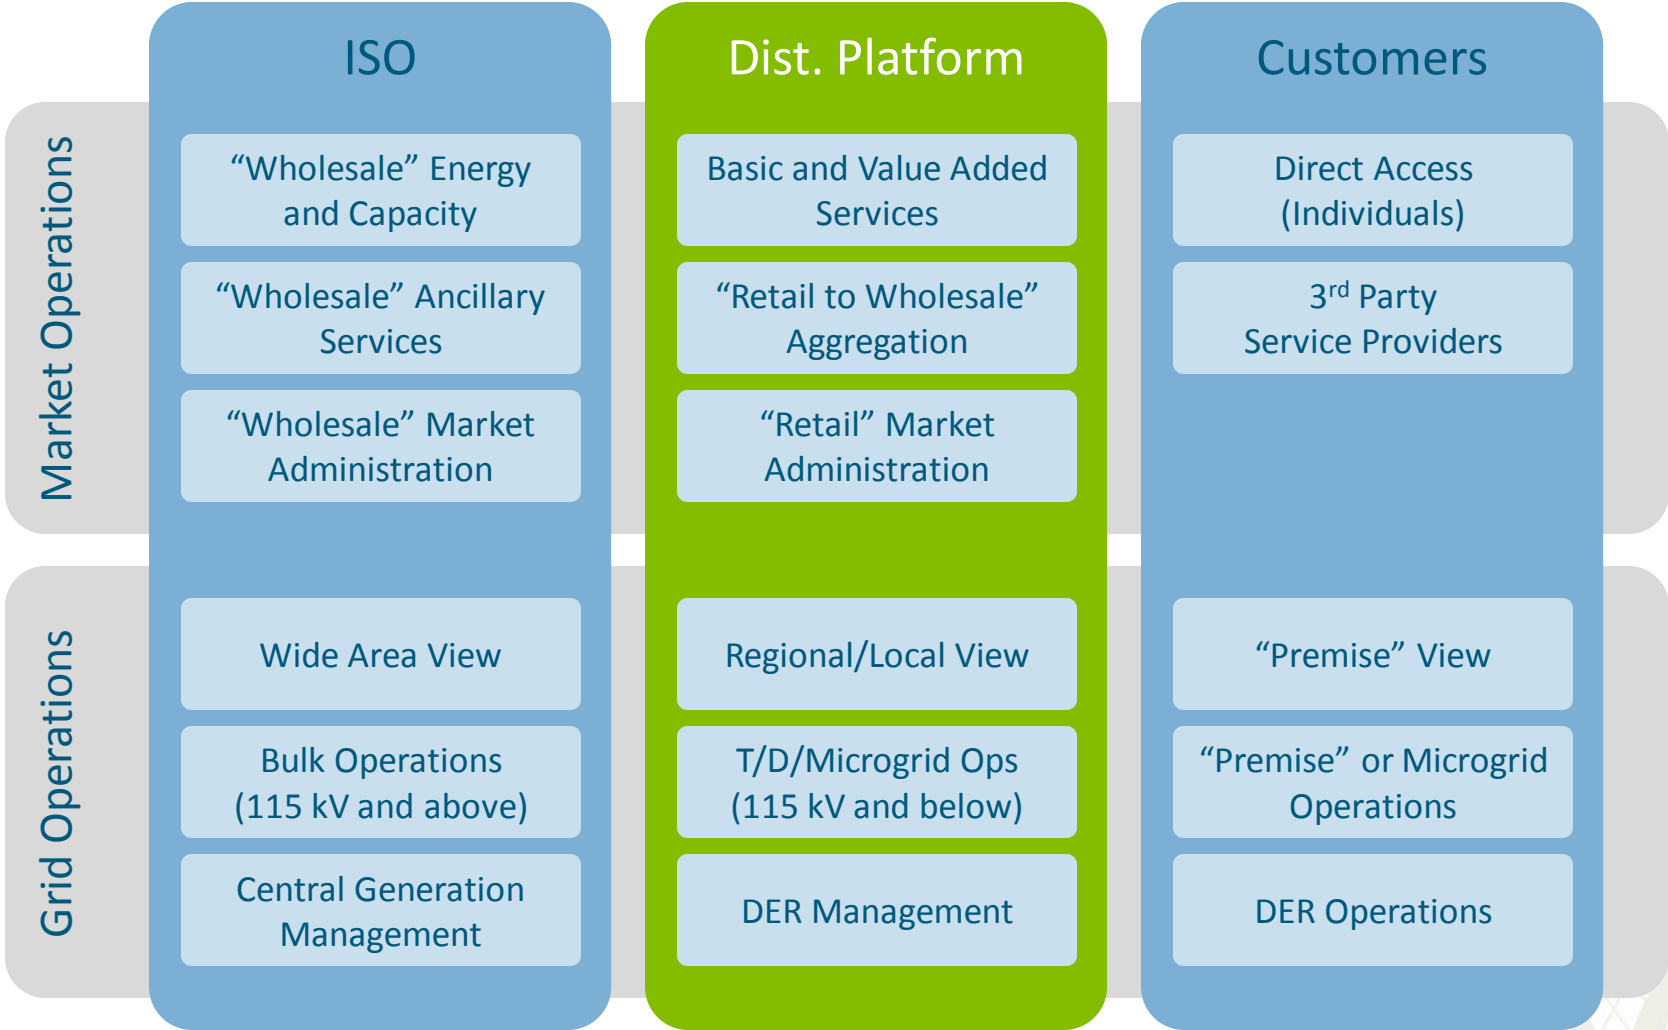 ISO
Dist. Platform
Customers
Market Operations
“Wholesale” Energy
and Capacity
Basic and Value Added
Services
Direct Access
(Individuals)
“Wholesale” Ancillary
Services
“Retail to Wholesale”
Aggregation
3rd Party
Service Providers
“Wholesale” Market
Administration
“Retail” Market
Administration
Grid Operations
Wide Area View
Regional/Local View
“Premise” View
Bulk Operations
(115 kV and above)
T/D/Microgrid Ops
(115 kV and below)
“Premise” or Microgrid
Operations
Central Generation
Management
DER Management
DER Operations